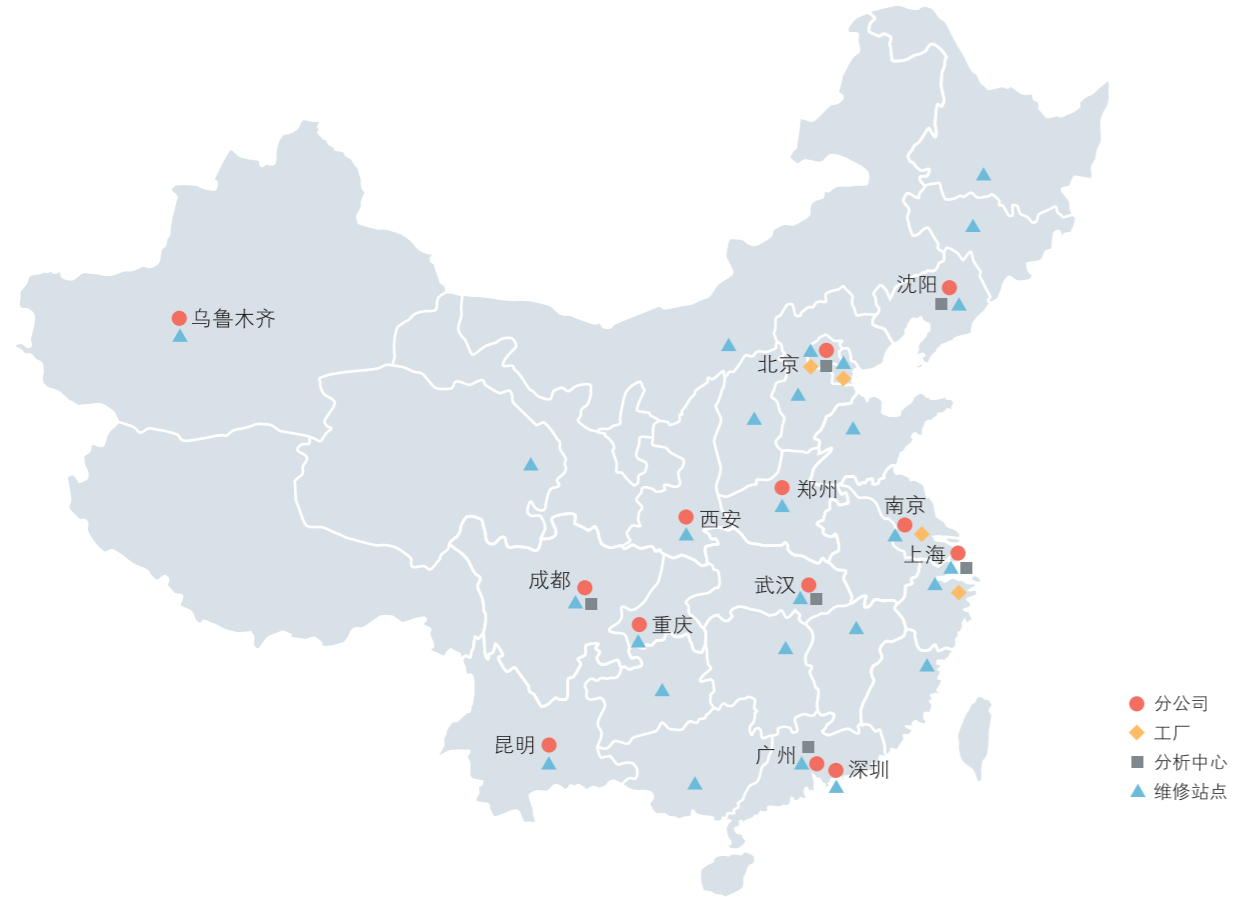 沈阳
乌鲁木齐
北京
郑州
南京
西安
上海
成都
武汉
重庆
昆明
广州
深圳
分公司
工厂
分析中心
维修站点